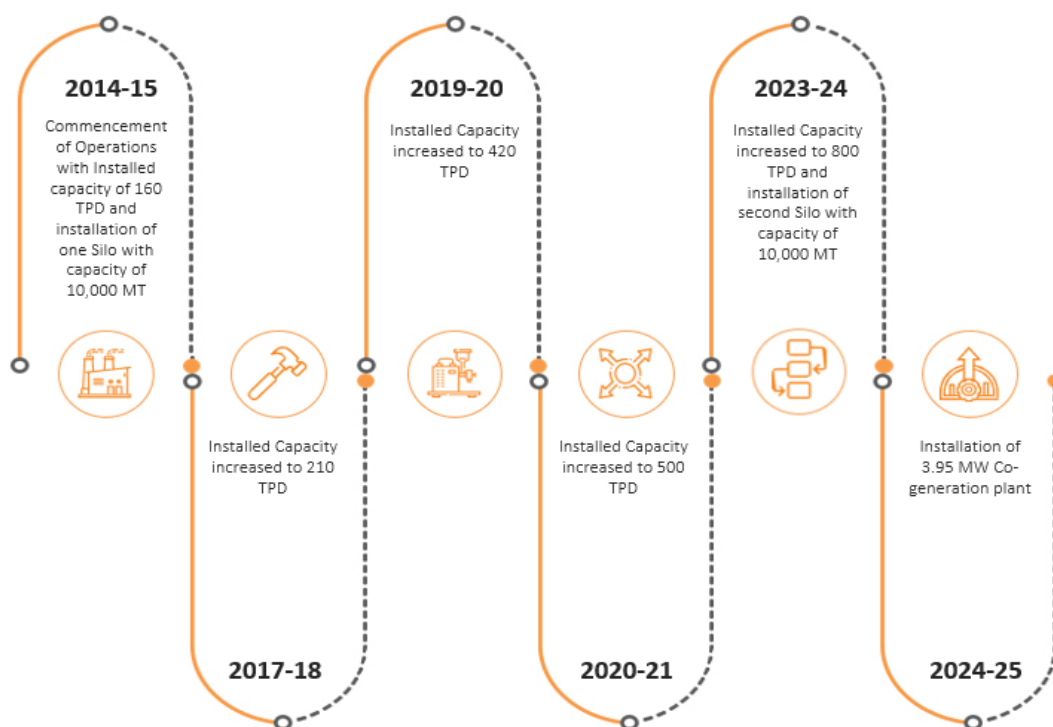 2014-15
Commencement
of Operations
with Installed
capacity of 160
TPD and
installation of
one Silo with
capacity of
10,000 MT
Installed Capacity
increased to 210
TPD
2017-18
2019-20
Installed Capacity
increased to 420
TPD
Installed Capacity
increased to 500
TPD
2020-21
2023-24
Installed Capacity
increased to 800
TPD and
installation of
second Silo with
capacity of
10,000 MT
Installation of
3.95 MW Co-
generation plant
2024-25